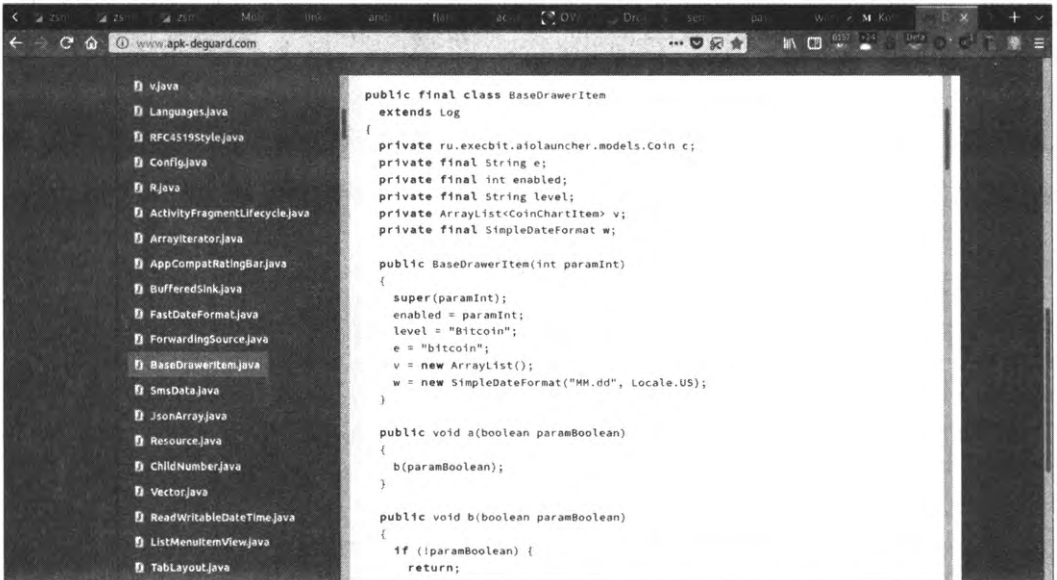 www.apk-deguard.com
v.java
Languages.java
RFC4519Style.java
Config.java
R.java
ActivityFragmentLifecycle.java
ArrayIterator.java
AppCompatRatingBar.java
BufferedSink.java
FastDateFormat.java
ForwardingSource.java
BaseDrawerItem.java
SmsData.java
JsonArray.java
Resource.java
ChildNumber.java
Vector.java
ReadWritableDateTime.java
ListMenuItemView.java
TabLayout.java
public final class BaseDrawerItem
extends Log
{
private ru.execbit.aiolauncher.models.Coin c;
private final String e;
private final int enabled;
private final String level;
private ArrayList<CoinChartItem> v;
private final SimpleDateFormat w;
public BaseDrawerItem(int paramInt)
{
super(paramInt);
enabled = paramInt;
level = "Bitcoin";
e = "bitcoin";
v = new ArrayList();
w = new SimpleDateFormat("MM.dd", Locale.US);
}
public void a(boolean paramBoolean)
{
b(paramBoolean);
}
public void b(boolean paramBoolean)
{
if (!paramBoolean) {
return;